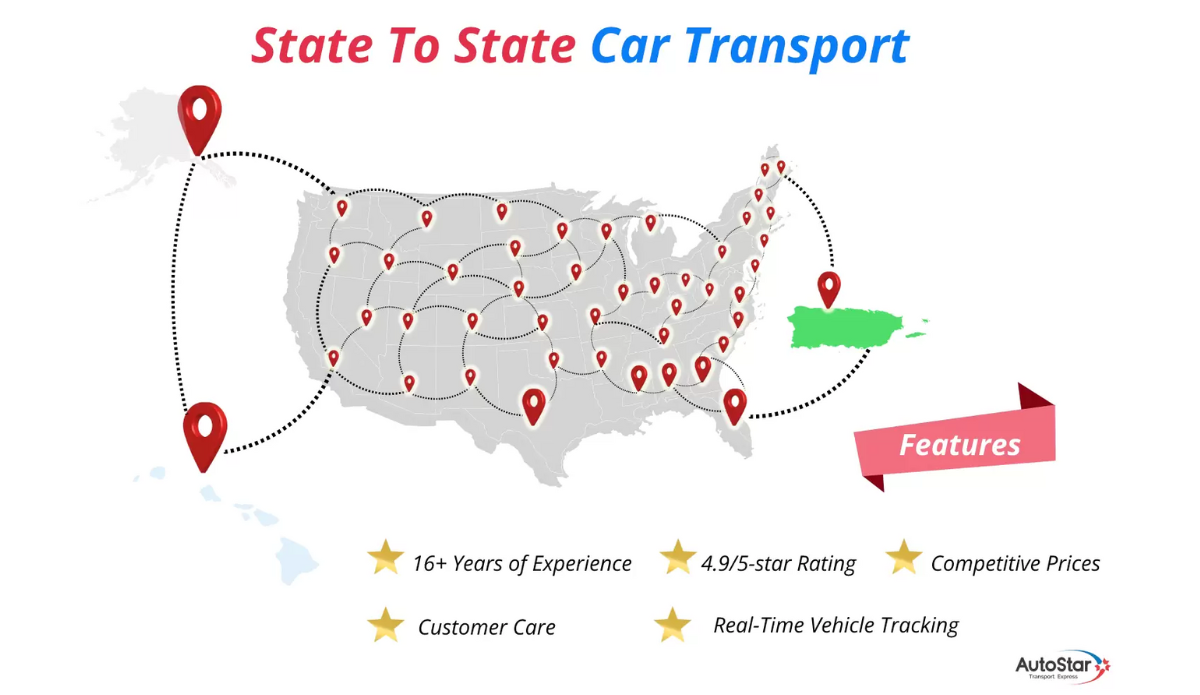 State To State Car Transport
Features
16+ Years of Experience
4.9/5-star Rating
Competitive Prices
Customer Care
Real-Time Vehicle Tracking
AutoStar
Transport Express